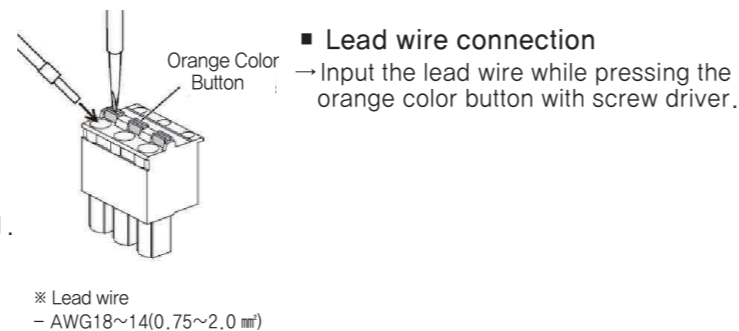 Orange Color
Button
■ Lead wire connection
→Input the lead wire while pressing the
orange color button with screw driver.
.
※ Lead wire
- AWG18~14(0.75~2.0 ㎟)